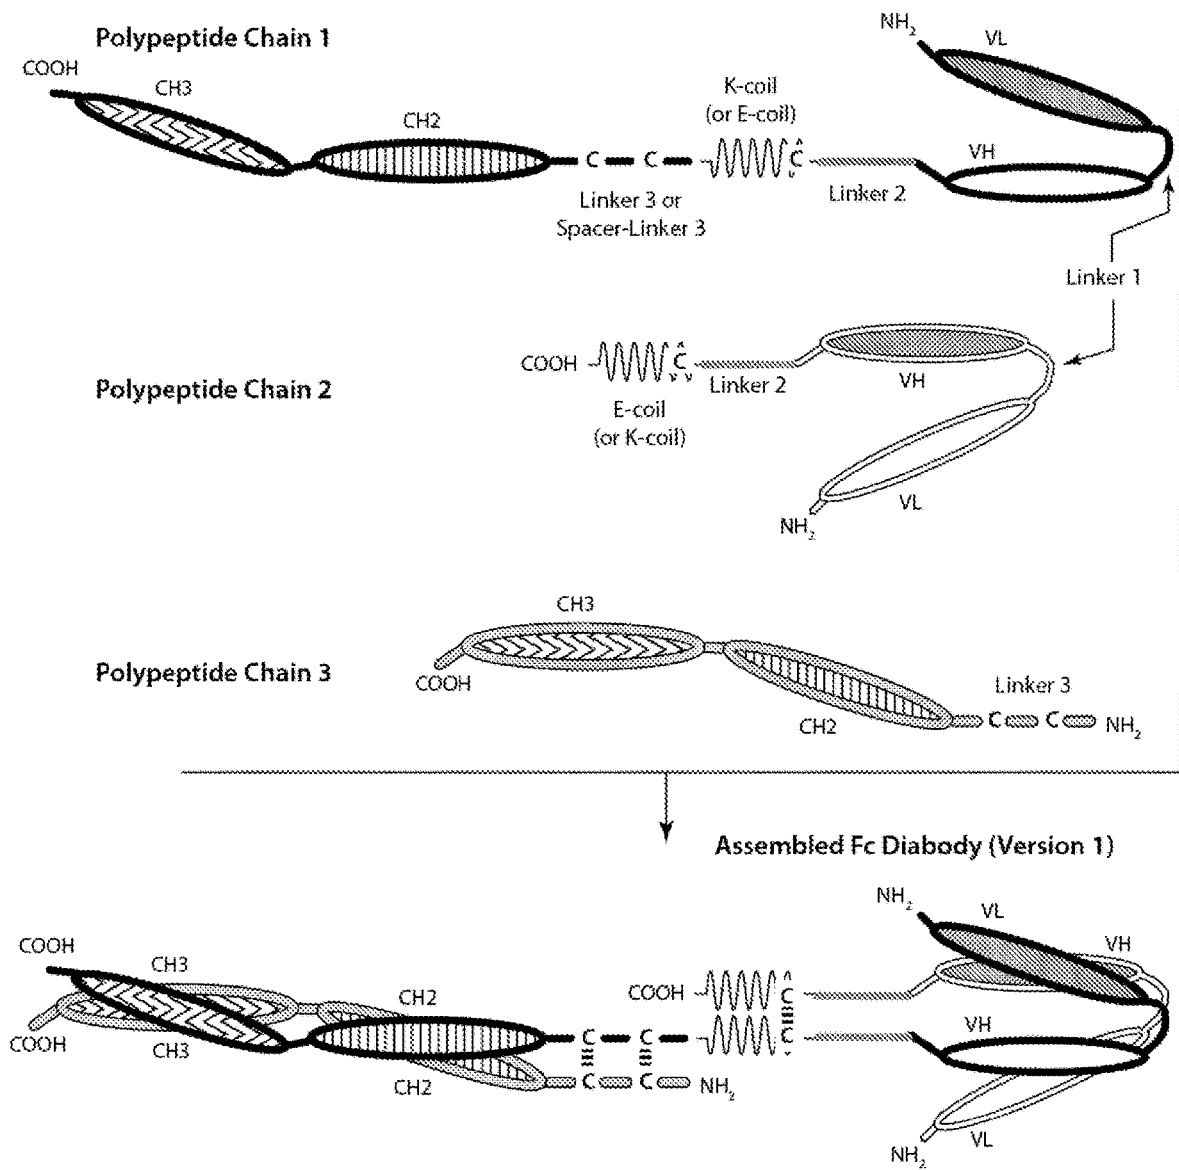 Polypeptide Chain 1
COOH
CH3
CH2
C
C
Linker 3 or
Spacer-Linker 3
K-coil
(or E-coil)
C
Linker 2
NH2
VL
VH
Linker 1
Polypeptide Chain 2
COOH
C
Linker 2
E-coil
(or K-coil)
VH
VL
NH2
Polypeptide Chain 3
CH3
COOH
CH2
Linker 3
C
C
NH2
Assembled Fc Diabody (Version 1)
COOH
CH3
COOH
CH3
CH2
CH2
C
C
C
C
NH2
COOH
C
C
NH2
VL
VH
VH
NH2
VL